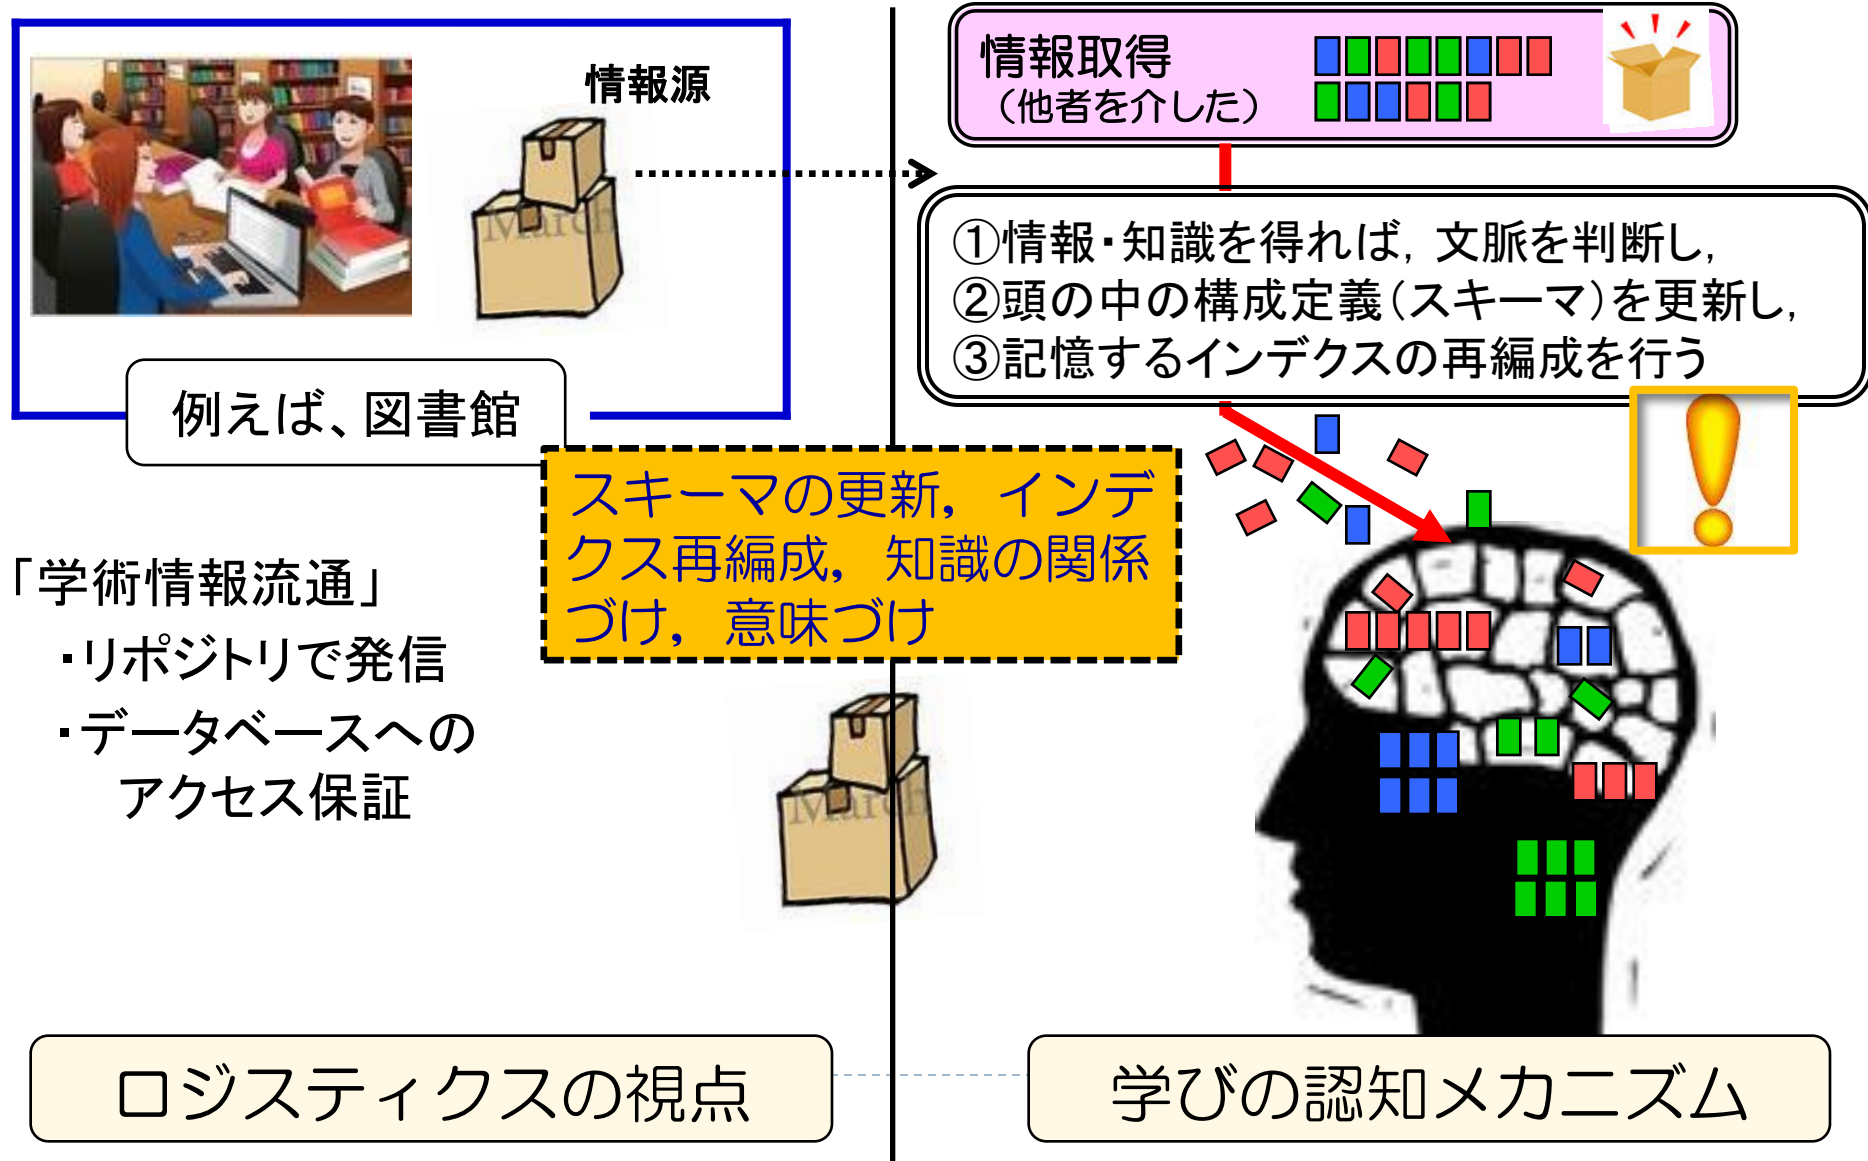 情報源
例えば、図書館
「学術情報流通」
・リポジトリで発信
・データベースへの
アクセス保証
March
ロジスティクスの視点
情報取得
（他者を介した）
①情報・知識を得れば，文脈を判断し，
②頭の中の構成定義（スキーマ）を更新し，
③記憶するインデクスの再編成を行う
スキーマの更新，インデ
クス再編成，知識の関係
づけ，意味づけ
March
学びの認知メカニズム